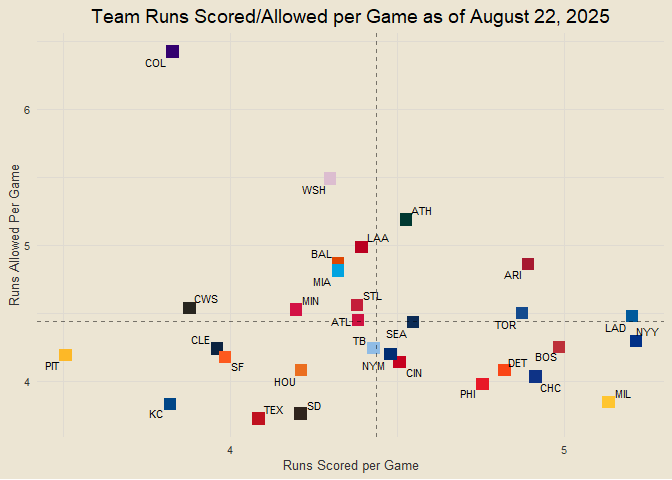 Team Runs Scored/Allowed per Game as of August 22, 2025
COL
6
WSH
ATH
LAA
5
BAL
MIA
ARI
CWS
MIN
STL
ATL
SEA
TOR
LAD
NYY
CLE
TB
BOS
PIT
SF
NYM
CIN
DET
HOU
4
PHI
CHC
MIL
KC
TEX
SD
4
5
Runs Scored per Game
Runs Allowed Per Game